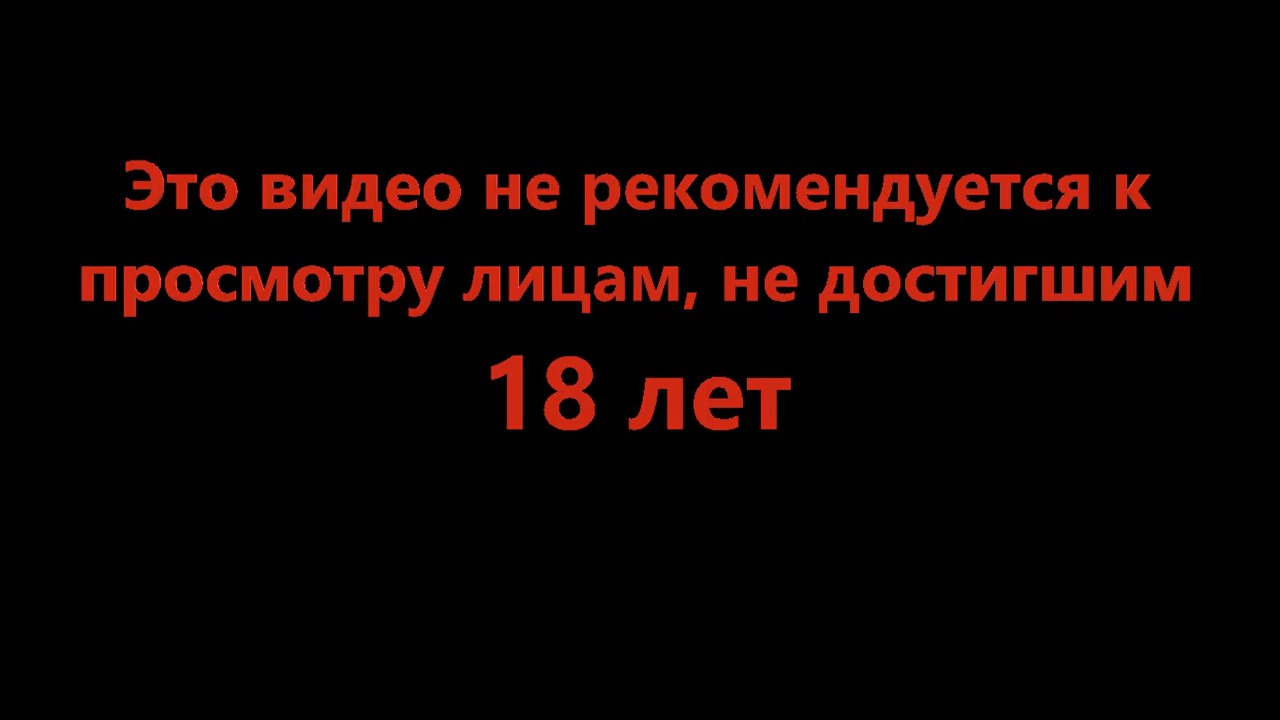 Это видео не рекомендуется к
просмотру лицам, не достигшим
18 лет